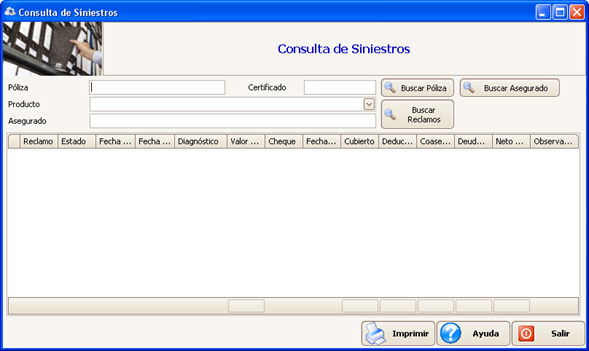 Consulta de Siniestros
Consulta de Siniestros
Póliza
Certificado
Buscar Póliza
Buscar Asegurado
Producto
Buscar
Reclamos
Asegurado
Reclamo Estado Fecha ... Fecha ... Diagnóstico Valor ... Cheque Fecha... Cubierto Deduc... Coase... Deud... Neto ... Observa...
Imprimir Ayuda Salir